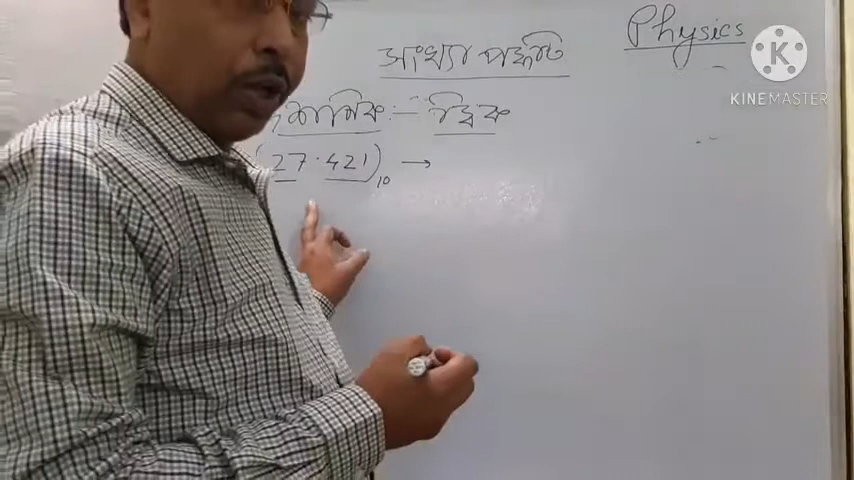 Physics
সাংখ্য পদ্ধতি
দশমিক :— দ্বিক
(27.421)10 →
KINEMASTER